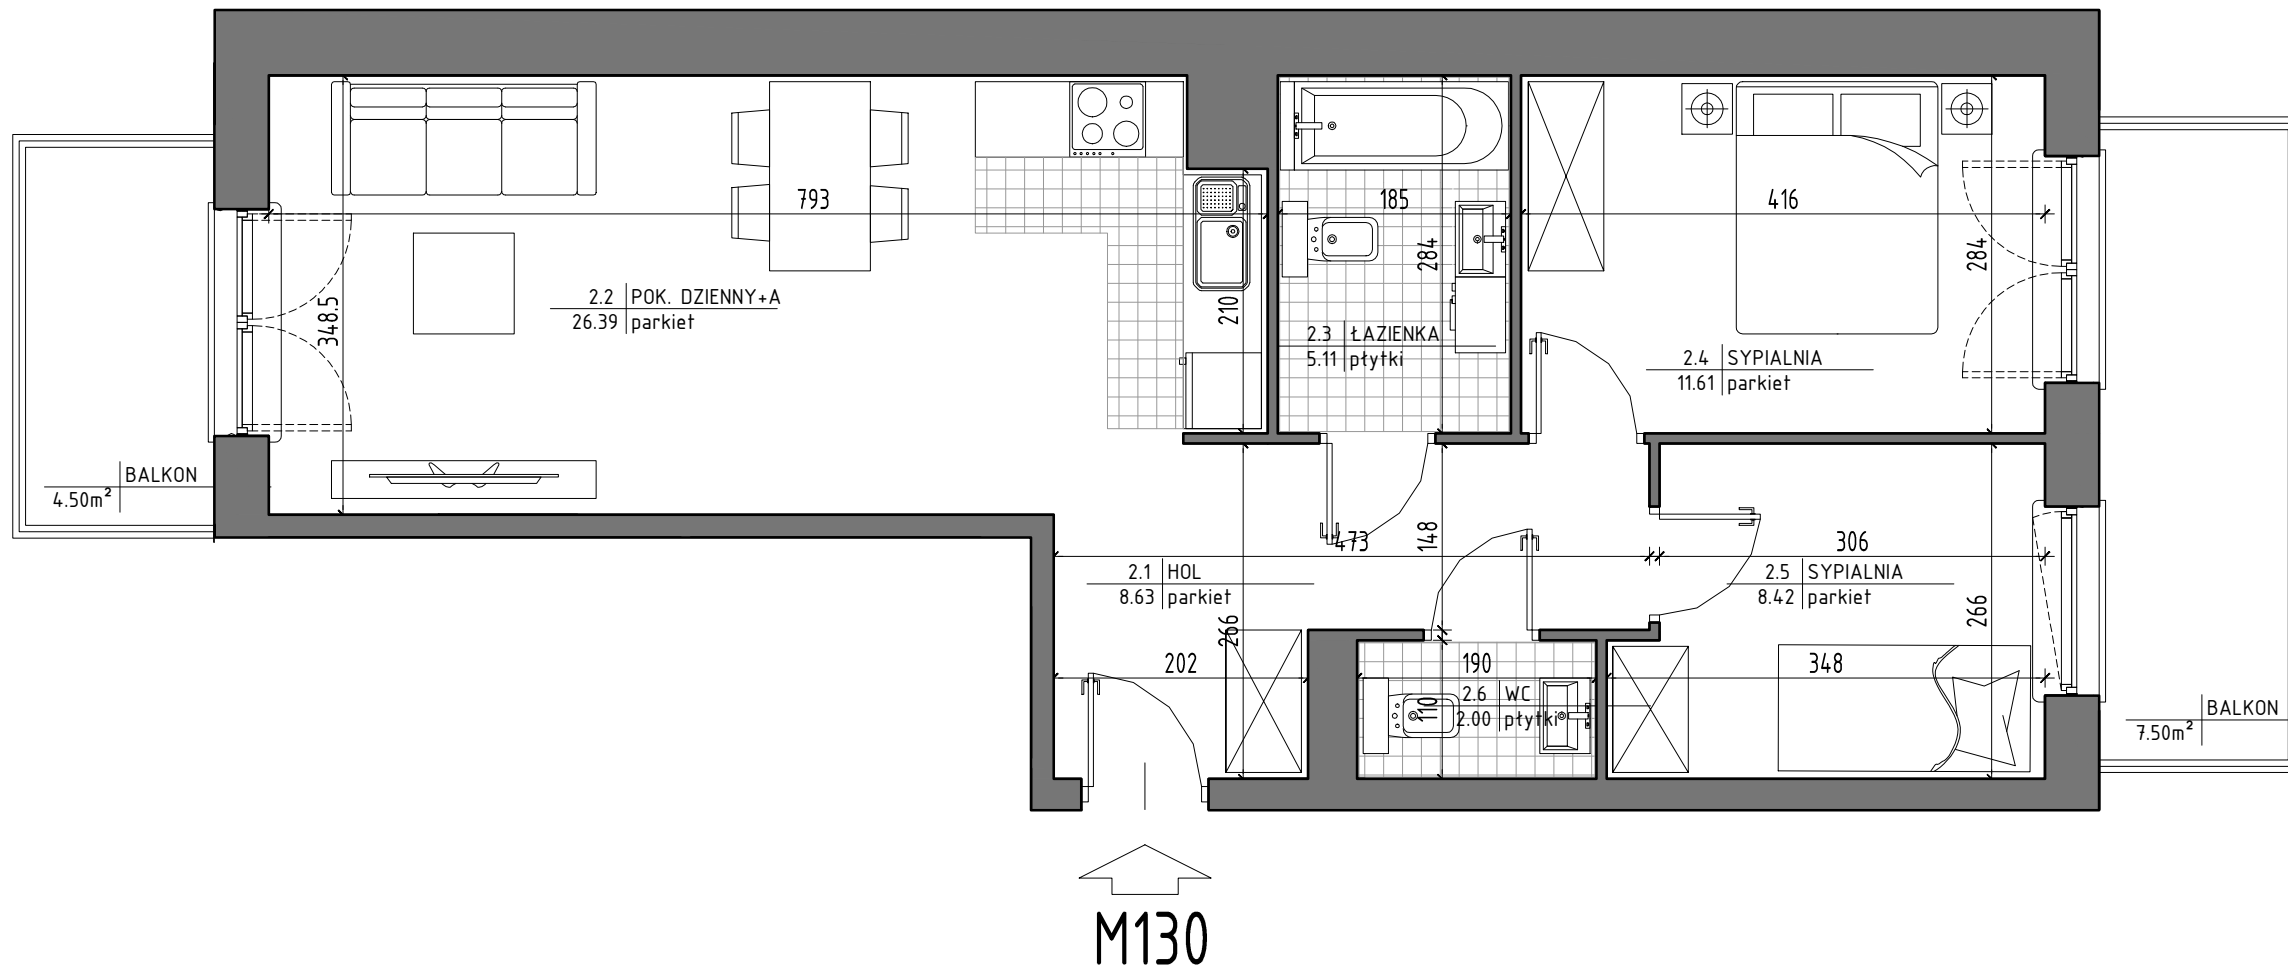 793
185
416
348.5
210
284
284
2.2 POK. DZIENNY+A
26.39 parkiet
2.3 ŁAZIENKA
5.11 płytki
2.4 SYPIALNIA
11.61 parkiet
BALKON
4.50m²
473
148
306
2.1 HOL
8.63 parkiet
2.5 SYPIALNIA
8.42 parkiet
266
266
202
190
348
110
2.6 WC
2.00 płytki
BALKON
7.50m²
M130